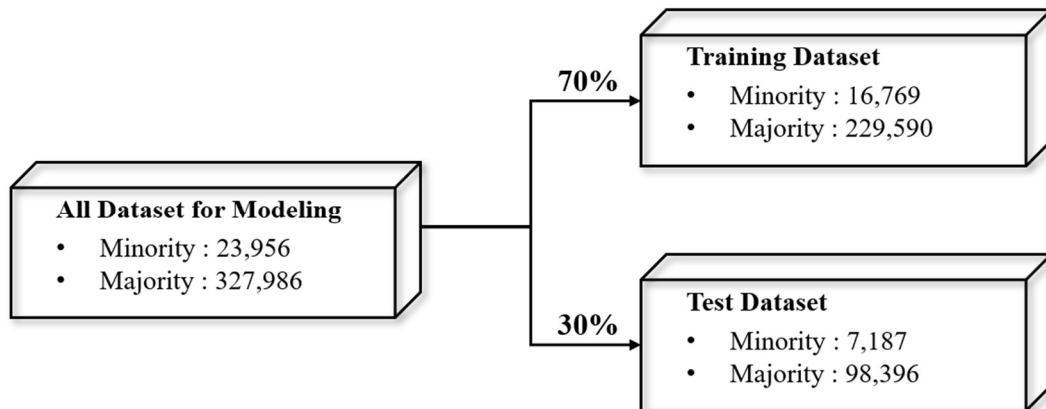 All Dataset for Modeling
• Minority : 23,956
• Majority : 327,986
70%
Training Dataset
• Minority : 16,769
• Majority : 229,590
30%
Test Dataset
• Minority : 7,187
• Majority : 98,396